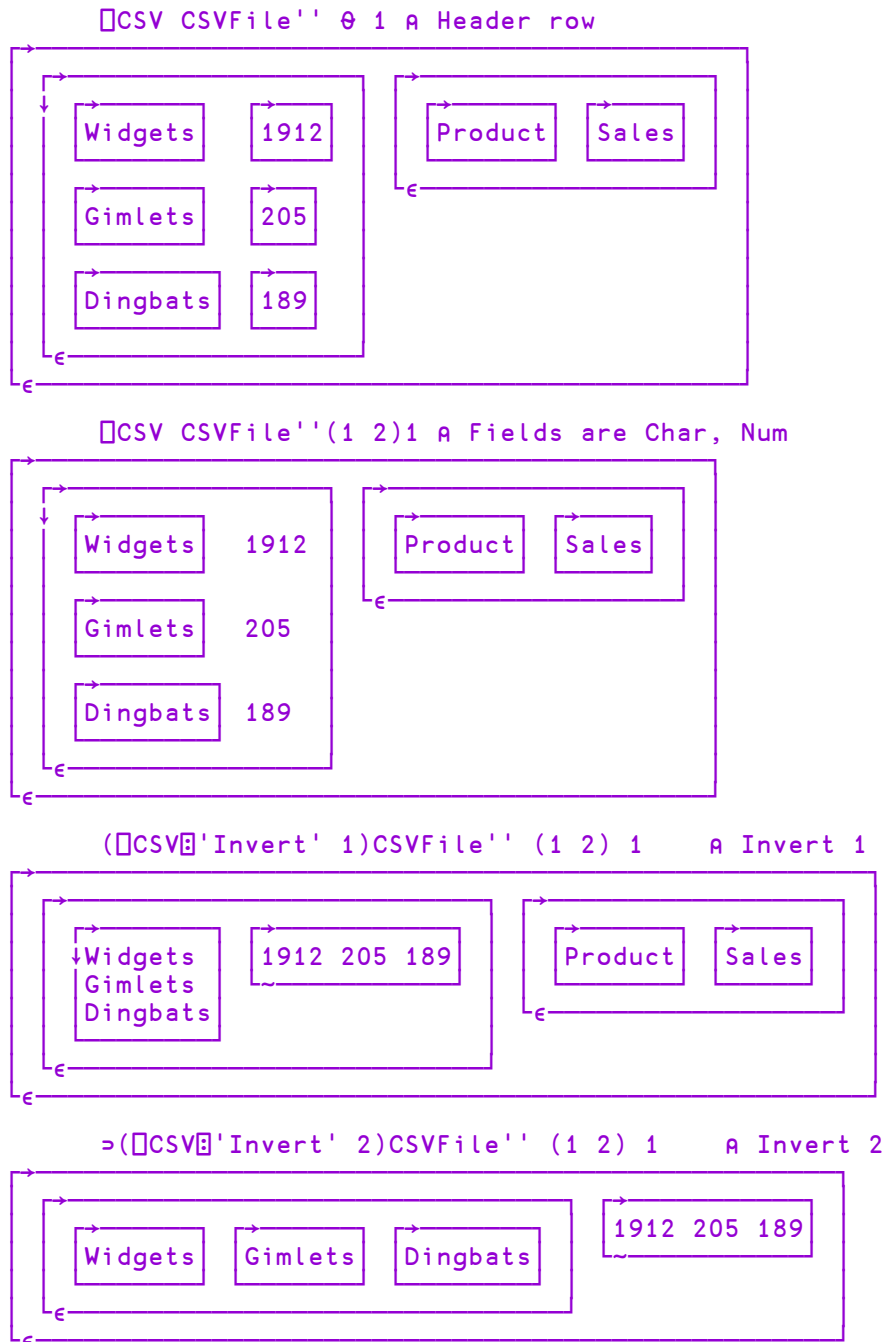 ⎕CSV CSVFile'' ⍬ 1 ⍝ Header row
Widgets 1912 Product Sales
Gimlets 205
Dingbats 189
⎕CSV CSVFile''(1 2)1 ⍝ Fields are Char, Num
Widgets 1912 Product Sales
Gimlets 205
Dingbats 189
(⎕CSV⍠'Invert' 1)CSVFile'' (1 2) 1 ⍝ Invert 1
Widgets 1912 205 189 Product Sales
Gimlets
Dingbats
⊃(⎕CSV⍠'Invert' 2)CSVFile'' (1 2) 1 ⍝ Invert 2
Widgets Gimlets Dingbats 1912 205 189